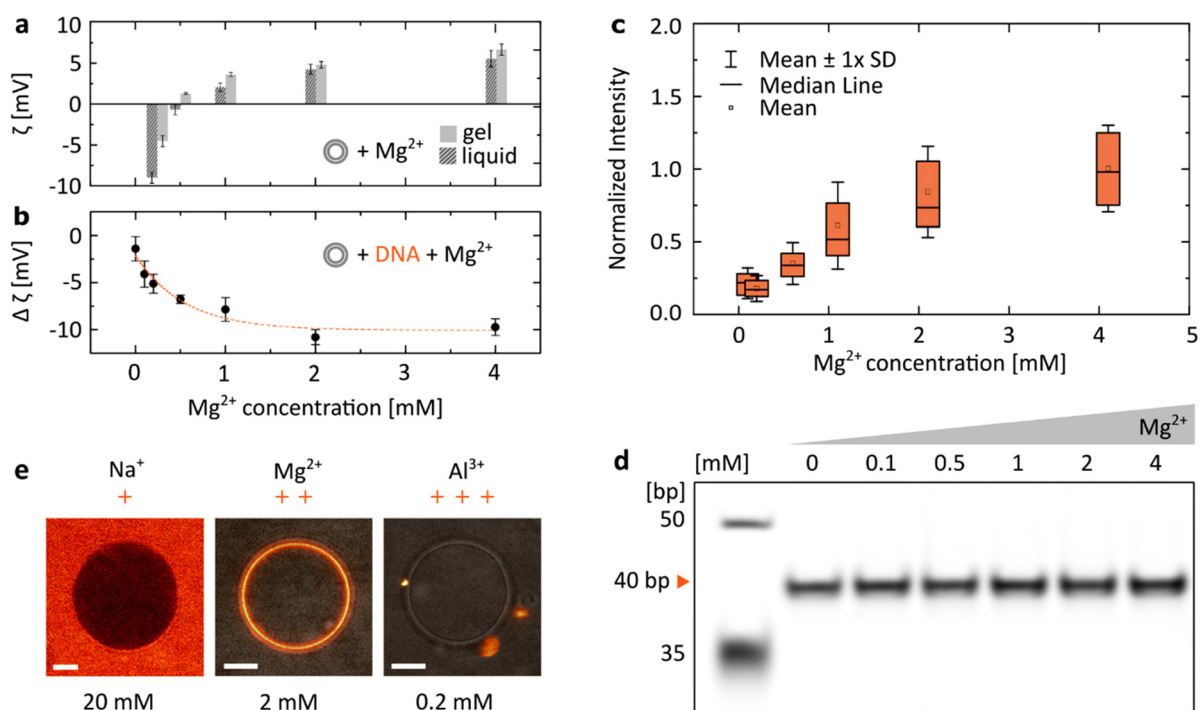 a
10
5
0
-5
-10
ζ [mV]
+ Mg²⁺
gel
liquid
b
0
-5
-10
Δ ζ [mV]
+ DNA + Mg²⁺
0 1 2 3 4
Mg²⁺ concentration [mM]
c
2.0
1.5
1.0
0.5
0.0
Normalized Intensity
Mean ± 1x SD
Median Line
Mean
0 1 2 3 4 5
Mg²⁺ concentration [mM]
e
Na⁺ Mg²⁺ Al³⁺
+ + + + + +
20 mM 2 mM 0.2 mM
d
Mg²⁺
[mM] 0 0.1 0.5 1 2 4
[bp]
50
40 bp
35